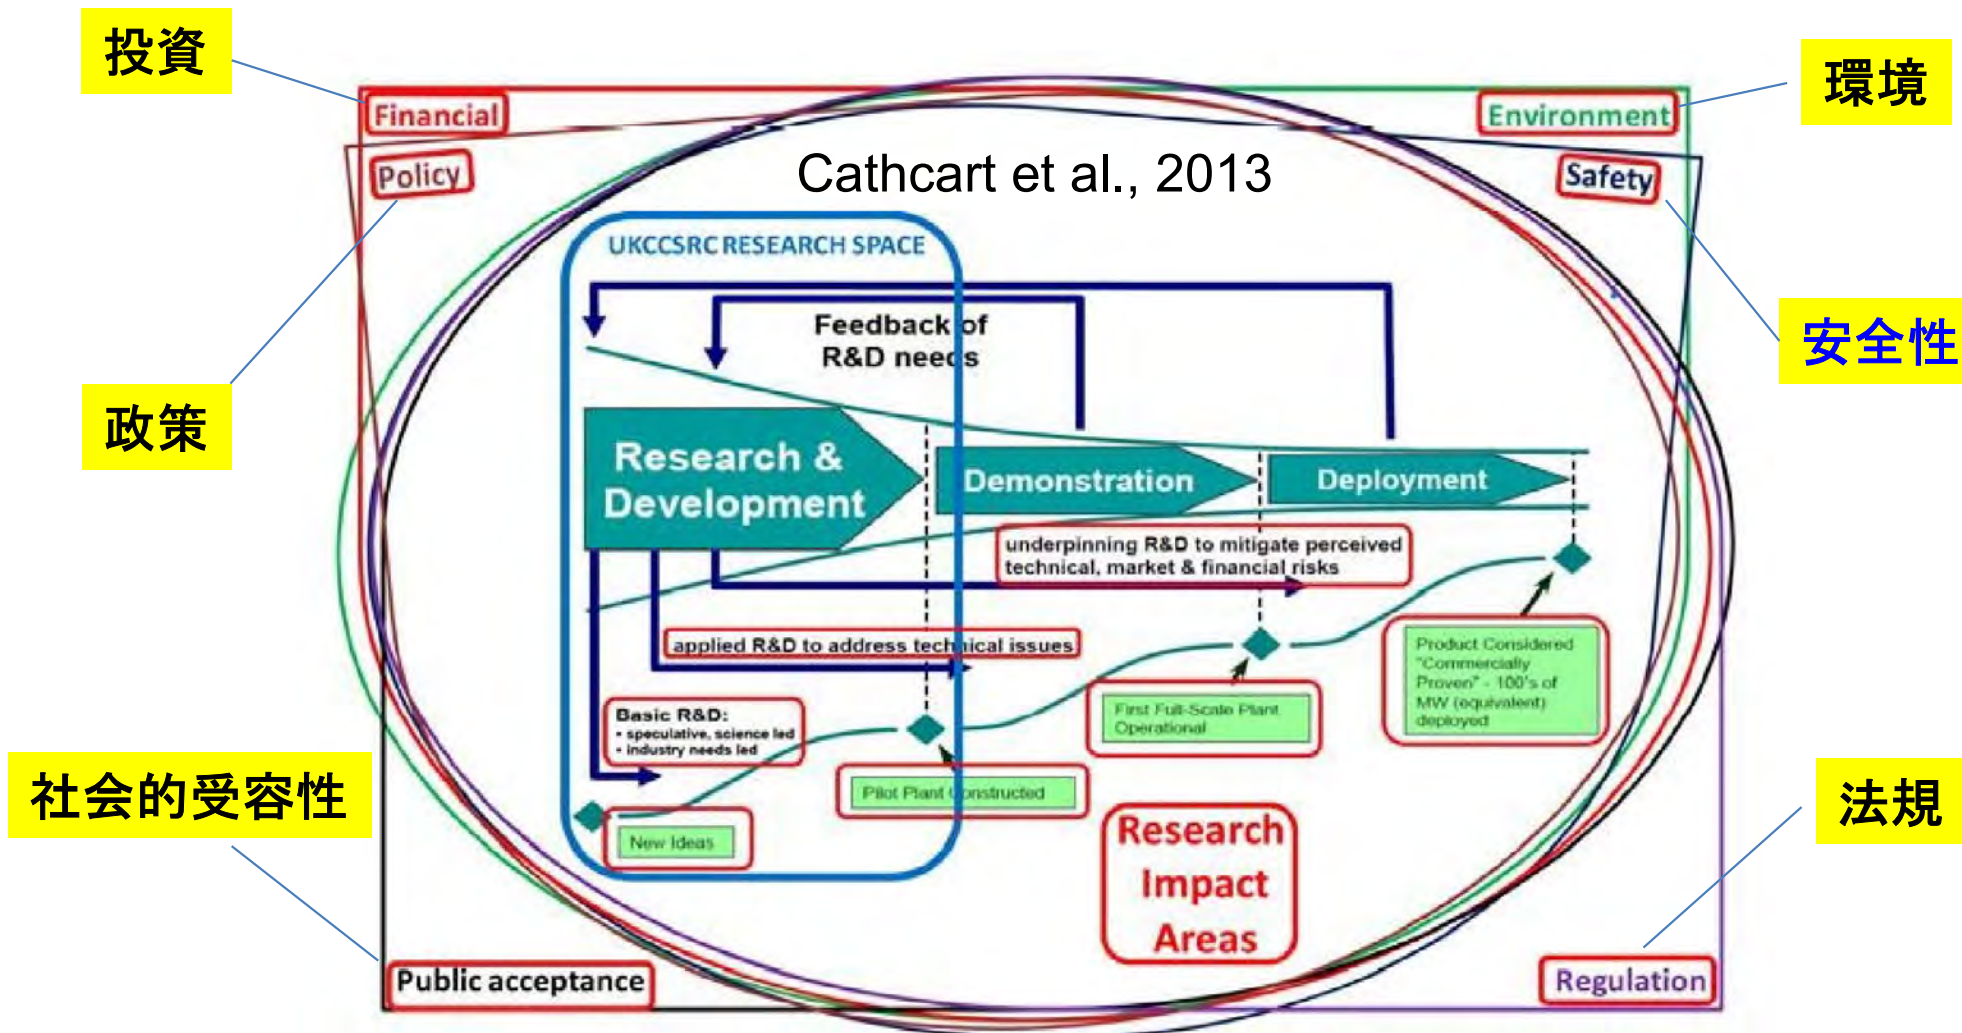 投資
環境
Financial
Environment
Policy
Safety
Cathcart et al., 2013
UKCCSRC RESEARCH SPACE
安全性
Feedback of
R&D needs
政策
Research &
Development
Demonstration
Deployment
underpinning R&D to mitigate perceived
technical, market & financial risks
applied R&D to address technical issues
Product Considered
"Commercially
Proven" - 100's of
MW (equivalent)
deployed
First Full-Scale Plant
Operational
Basic R&D:
• speculative, science led
• industry needs led
Pilot Plant Constructed
New Ideas
社会的受容性
法規
Research
Impact
Areas
Public acceptance
Regulation